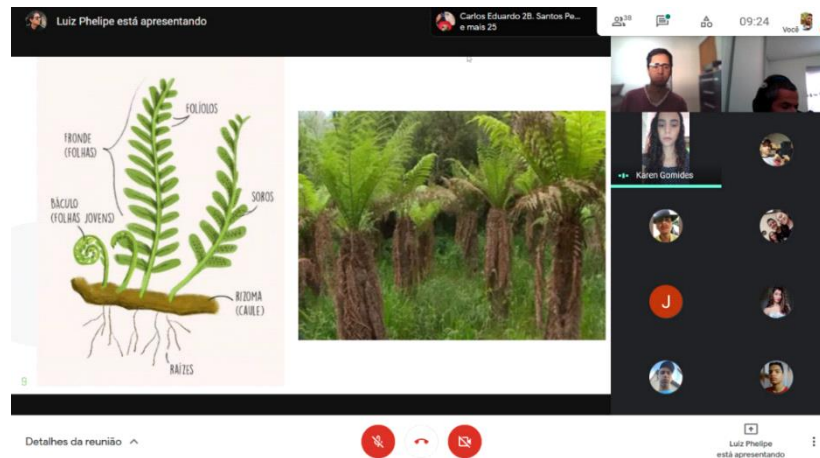 Luiz Phelipe está apresentando
Carlos Eduardo 2B. Santos Pe...
e mais 25
30
09:24
Você
FOLÍOLOS
FRONDE
(FOLHAS)
BÁCULO
(FOLHAS JOVENS)
SOROS
RIZOMA
(CAULE)
RAÍZES
9
Karen Gomides
J
Detalhes da reunião
Luiz Phelipe
está apresentando